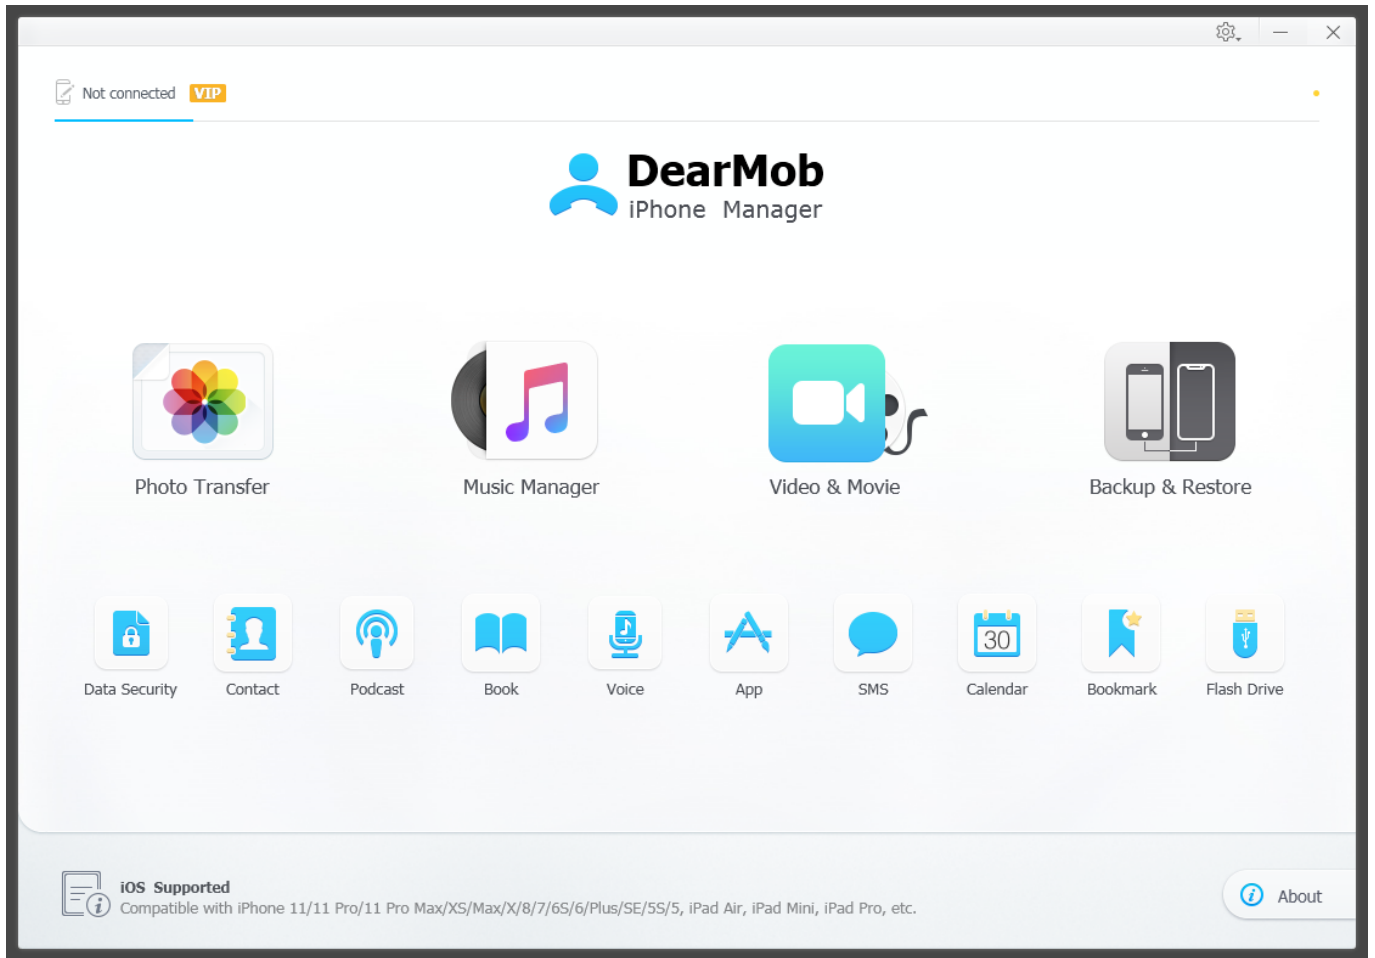 Not connected VIP
DearMob
iPhone Manager
Photo Transfer
Music Manager
Video & Movie
Backup & Restore
30
Data Security
Contact
Podcast
Book
Voice
App
SMS
Calendar
Bookmark
Flash Drive
iOS Supported
Compatible with iPhone 11/11 Pro/11 Pro Max/XS/Max/X/8/7/6S/6/Plus/SE/5S/5, iPad Air, iPad Mini, iPad Pro, etc.
About